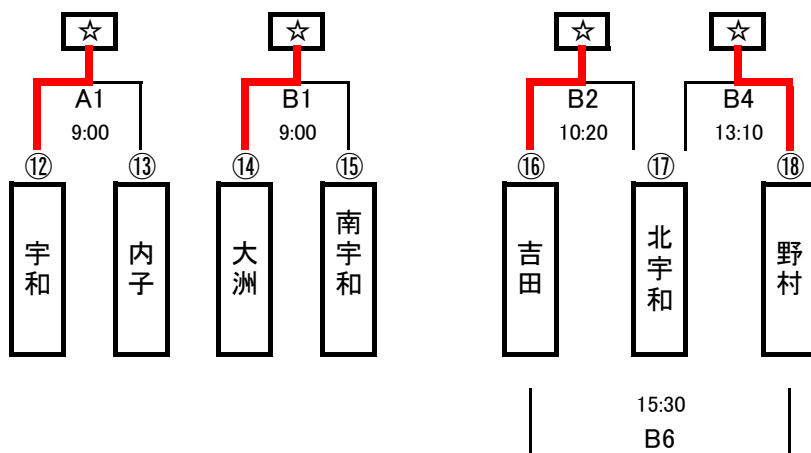 ☆ ☆ ☆ ☆
A1 B1 B2 B4
9:00 9:00 10:20 13:10
⑫ ⑬ ⑭ ⑮ ⑯ ⑰ ⑱
宇和
内子
大洲
南宇和
吉田
北宇和
野村
15:30
B6